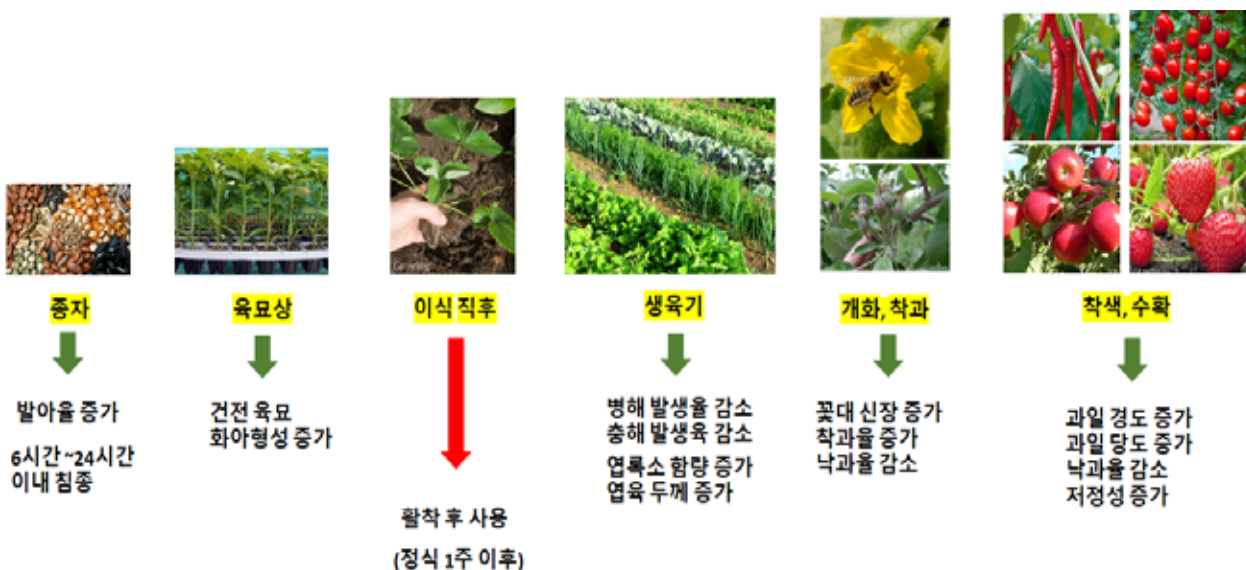 종자
발아율 증가
6시간 ~24시간
이내 침종
육묘상
건전 육묘
화아형성 증가
이식 직후
활착 후 사용
(정식 1주 이후)
생육기
병해 발생율 감소
충해 발생육 감소
엽록소 함량 증가
엽육 두께 증가
개화, 착과
꽃대 신장 증가
착과율 증가
낙과율 감소
착색, 수확
과일 경도 증가
과일 당도 증가
낙과율 감소
저정성 증가